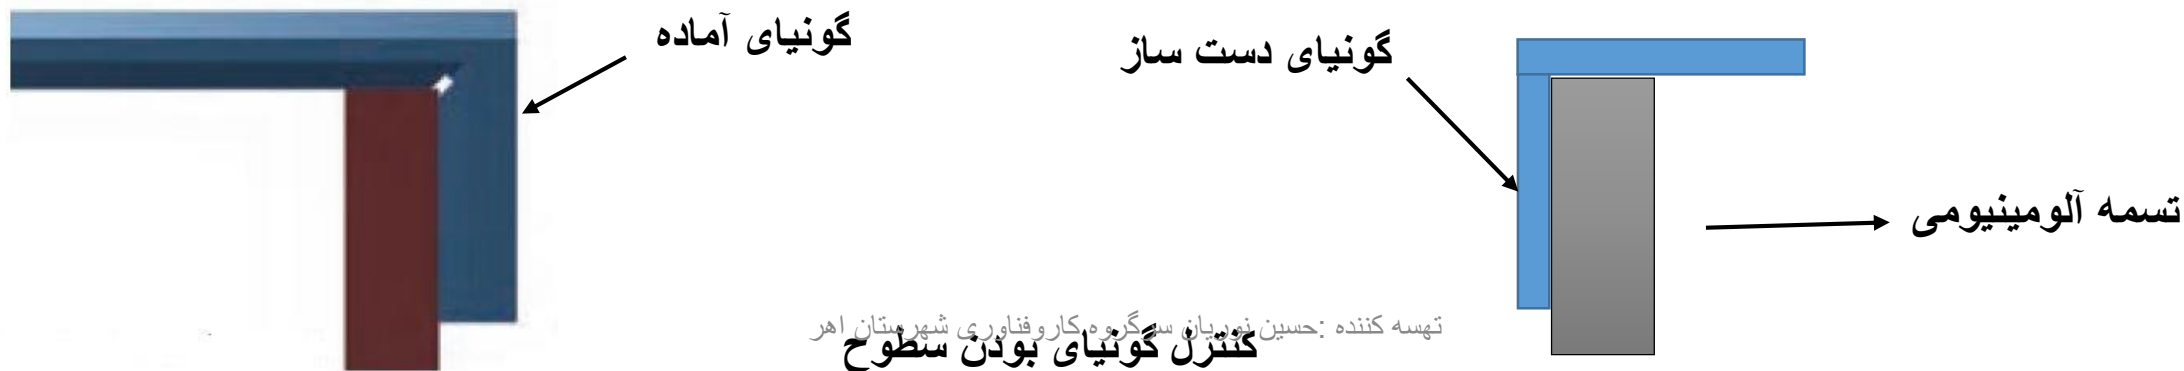 گونیای آماده
گونیای دست ساز
تسمه آلومینیومی
تهسه کننده :حسین نوریان سرگروه کاروفناوری شهرستان اهر
کنترل گونیای بودن سطوح